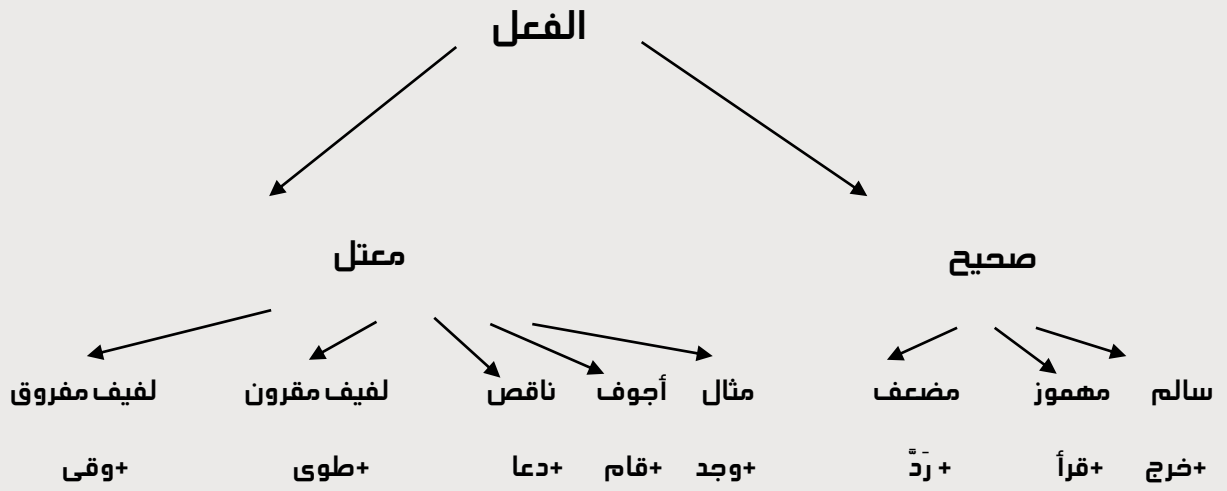 الفعل
صحيح
معتل
سالم
مهموز
مضعف
مثال
أجوف
ناقص
لفيف مقرون
لفيف مفروق
+خرج
+قرأ
+ رَدَّ
+وجد
+قام
+دعا
+طوى
+وقى